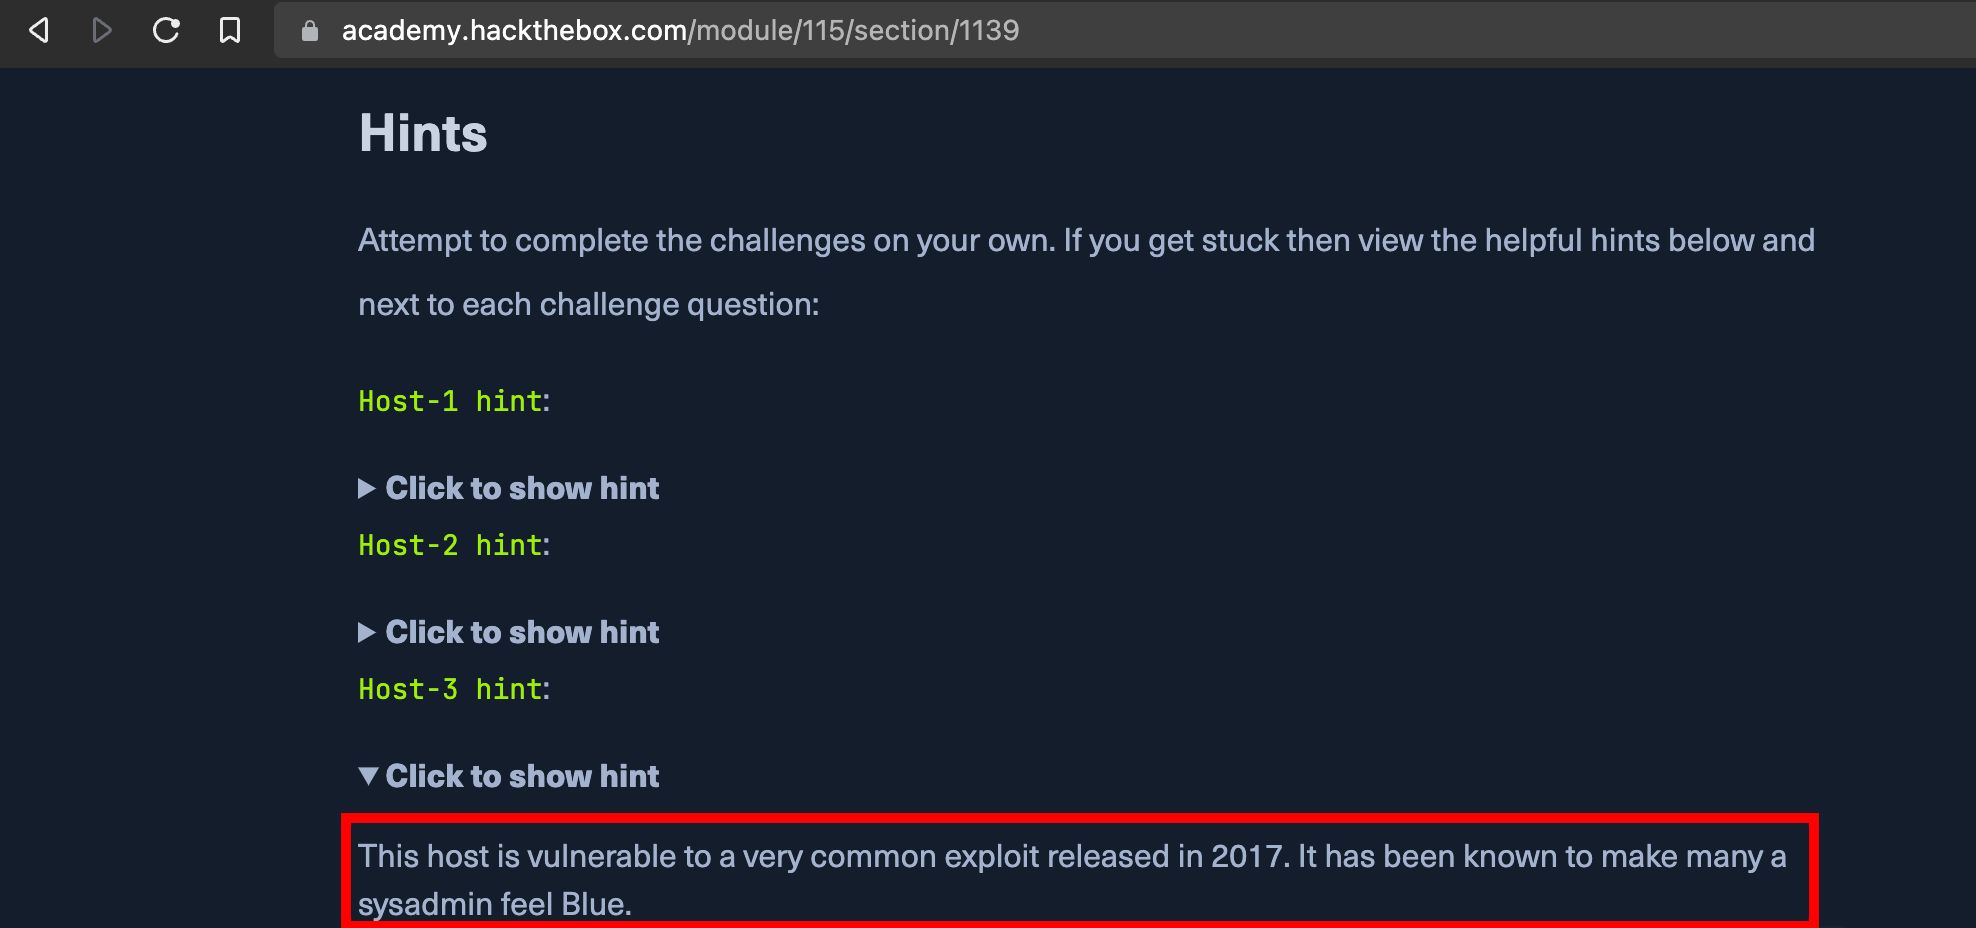 academy.hackthebox.com/module/115/section/1139
Hints
Attempt to complete the challenges on your own. If you get stuck then view the helpful hints below and
next to each challenge question:
Host-1 hint:
Click to show hint
Host-2 hint:
Click to show hint
Host-3 hint:
Click to show hint
This host is vulnerable to a very common exploit released in 2017. It has been known to make many a
sysadmin feel Blue.